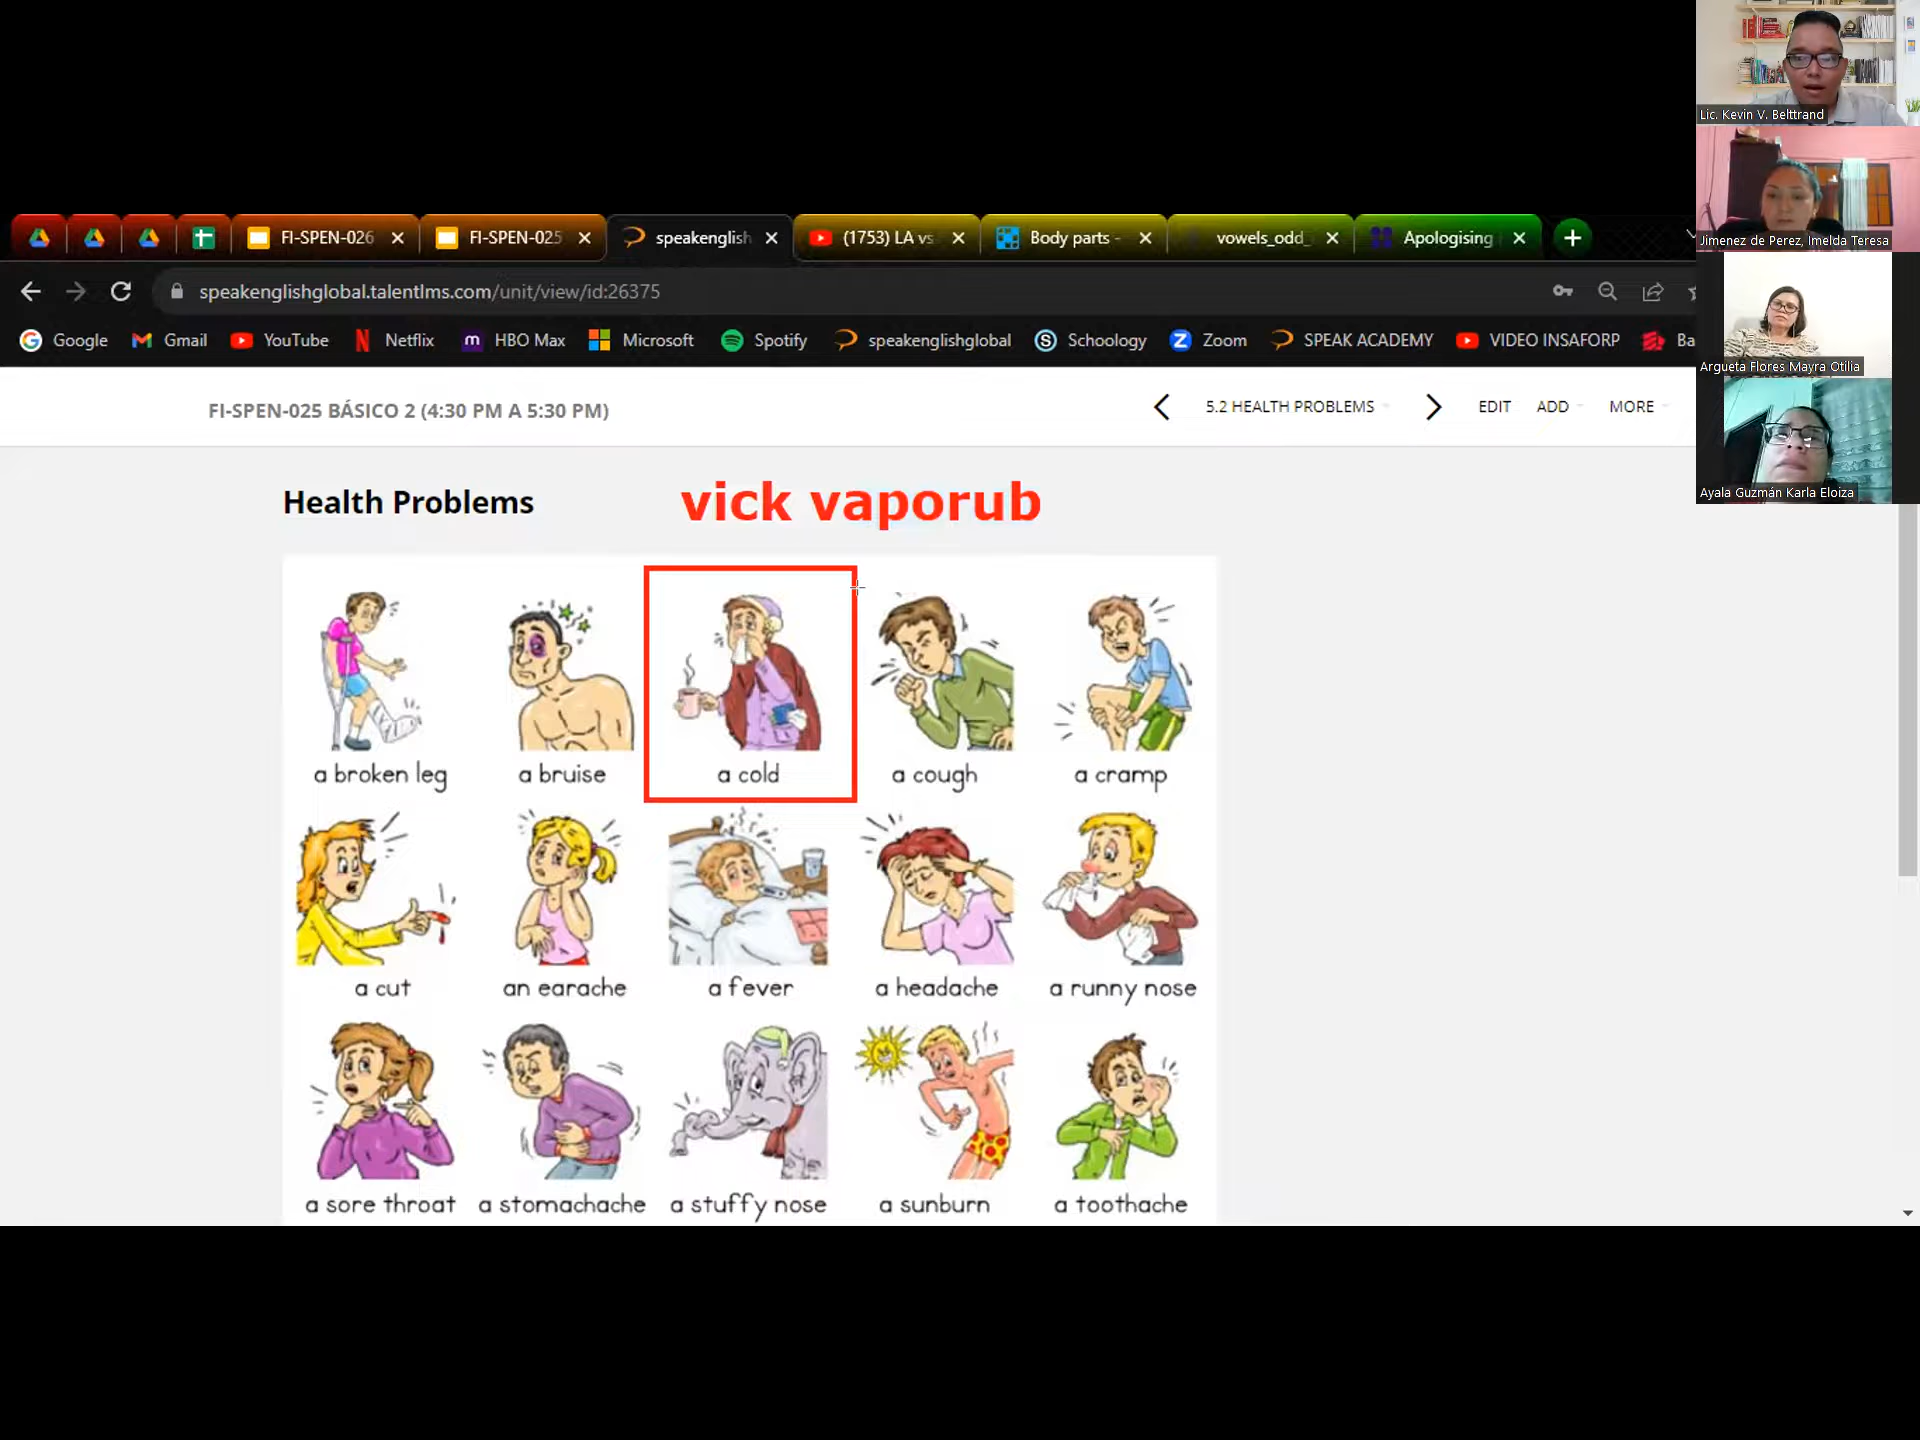 FI-SPEN-026
FI-SPEN-025
speakenglish
(1753) LA vs
Body parts -
vowels_odd_
Apologising
speakenglishglobal.talentlms.com/unit/view/id:26375
Google Gmail YouTube Netflix HBO Max Microsoft Spotify speakenglishglobal Schoology Zoom SPEAK ACADEMY VIDEO INSAFORP Ba
FI-SPEN-025 BÁSICO 2 (4:30 PM A 5:30 PM)
5.2 HEALTH PROBLEMS
EDIT ADD MORE
Health Problems
vick vaporub
a broken leg a bruise a cold a cough a cramp
a cut an earache a fever a headache a runny nose
a sore throat a stomachache a stuffy nose a sunburn a toothache
Lic. Kevin V. Belttrand
Jimenez de Perez, Imelda Teresa
Argueta Flores Mayra Otilia
Ayala Guzmán Karla Eloiza